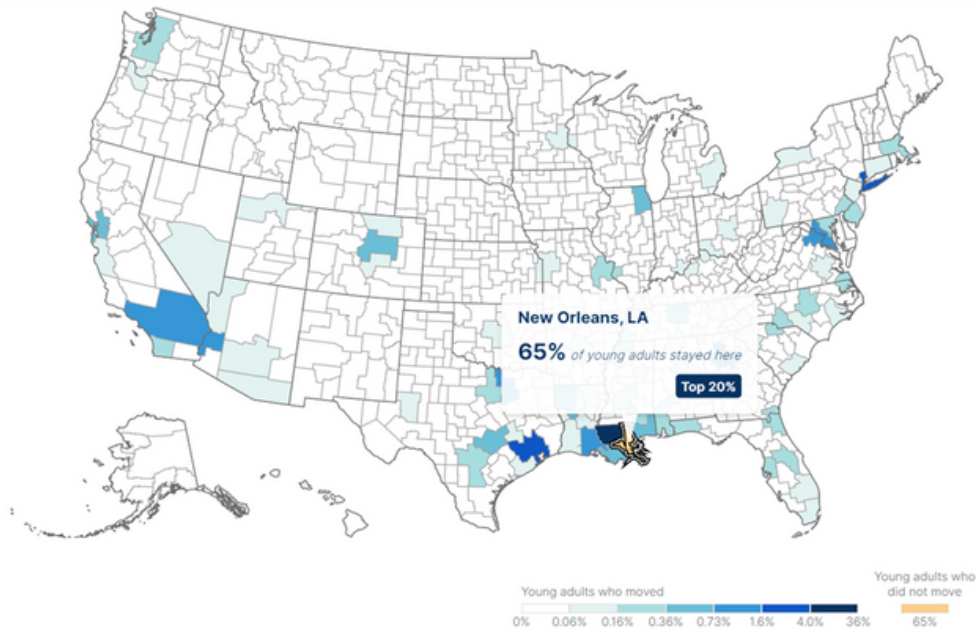 New Orleans, LA
65% of young adults stayed here
Top 20%
Young adults who moved
0% 0.06% 0.16% 0.36% 0.73% 1.6% 4.0% 36%
Young adults who
did not move
65%